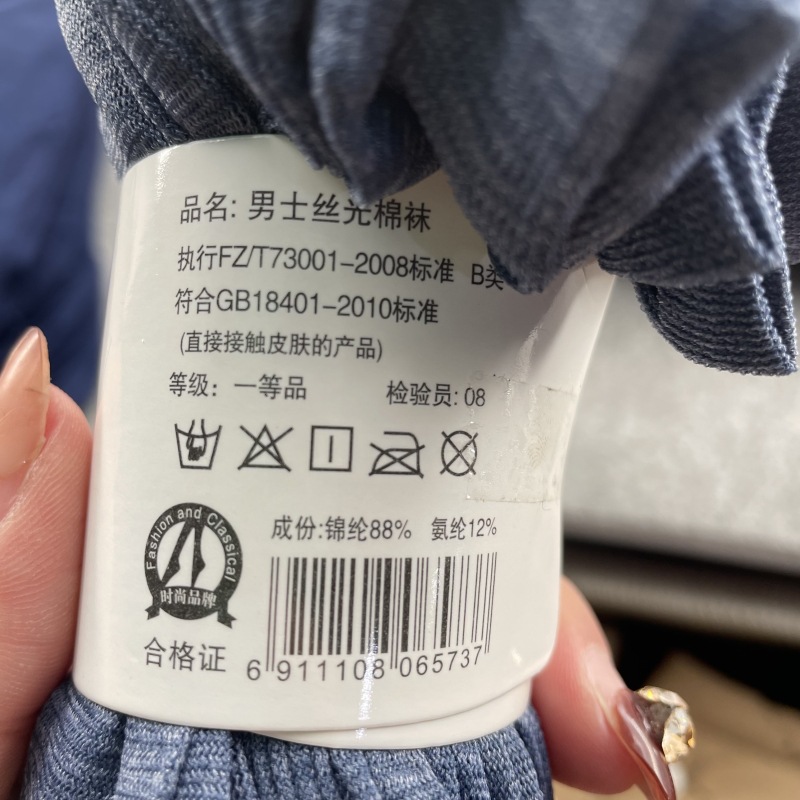 品名: 男士丝光棉袜
执行FZ/T73001-2008标准 B类
符合GB18401-2010标准
(直接接触皮肤的产品)
等级: 一等品 检验员: 08
成份:锦纶88% 氨纶12%
Fashion and Classical
时尚品牌
合格证
6 911108 065737